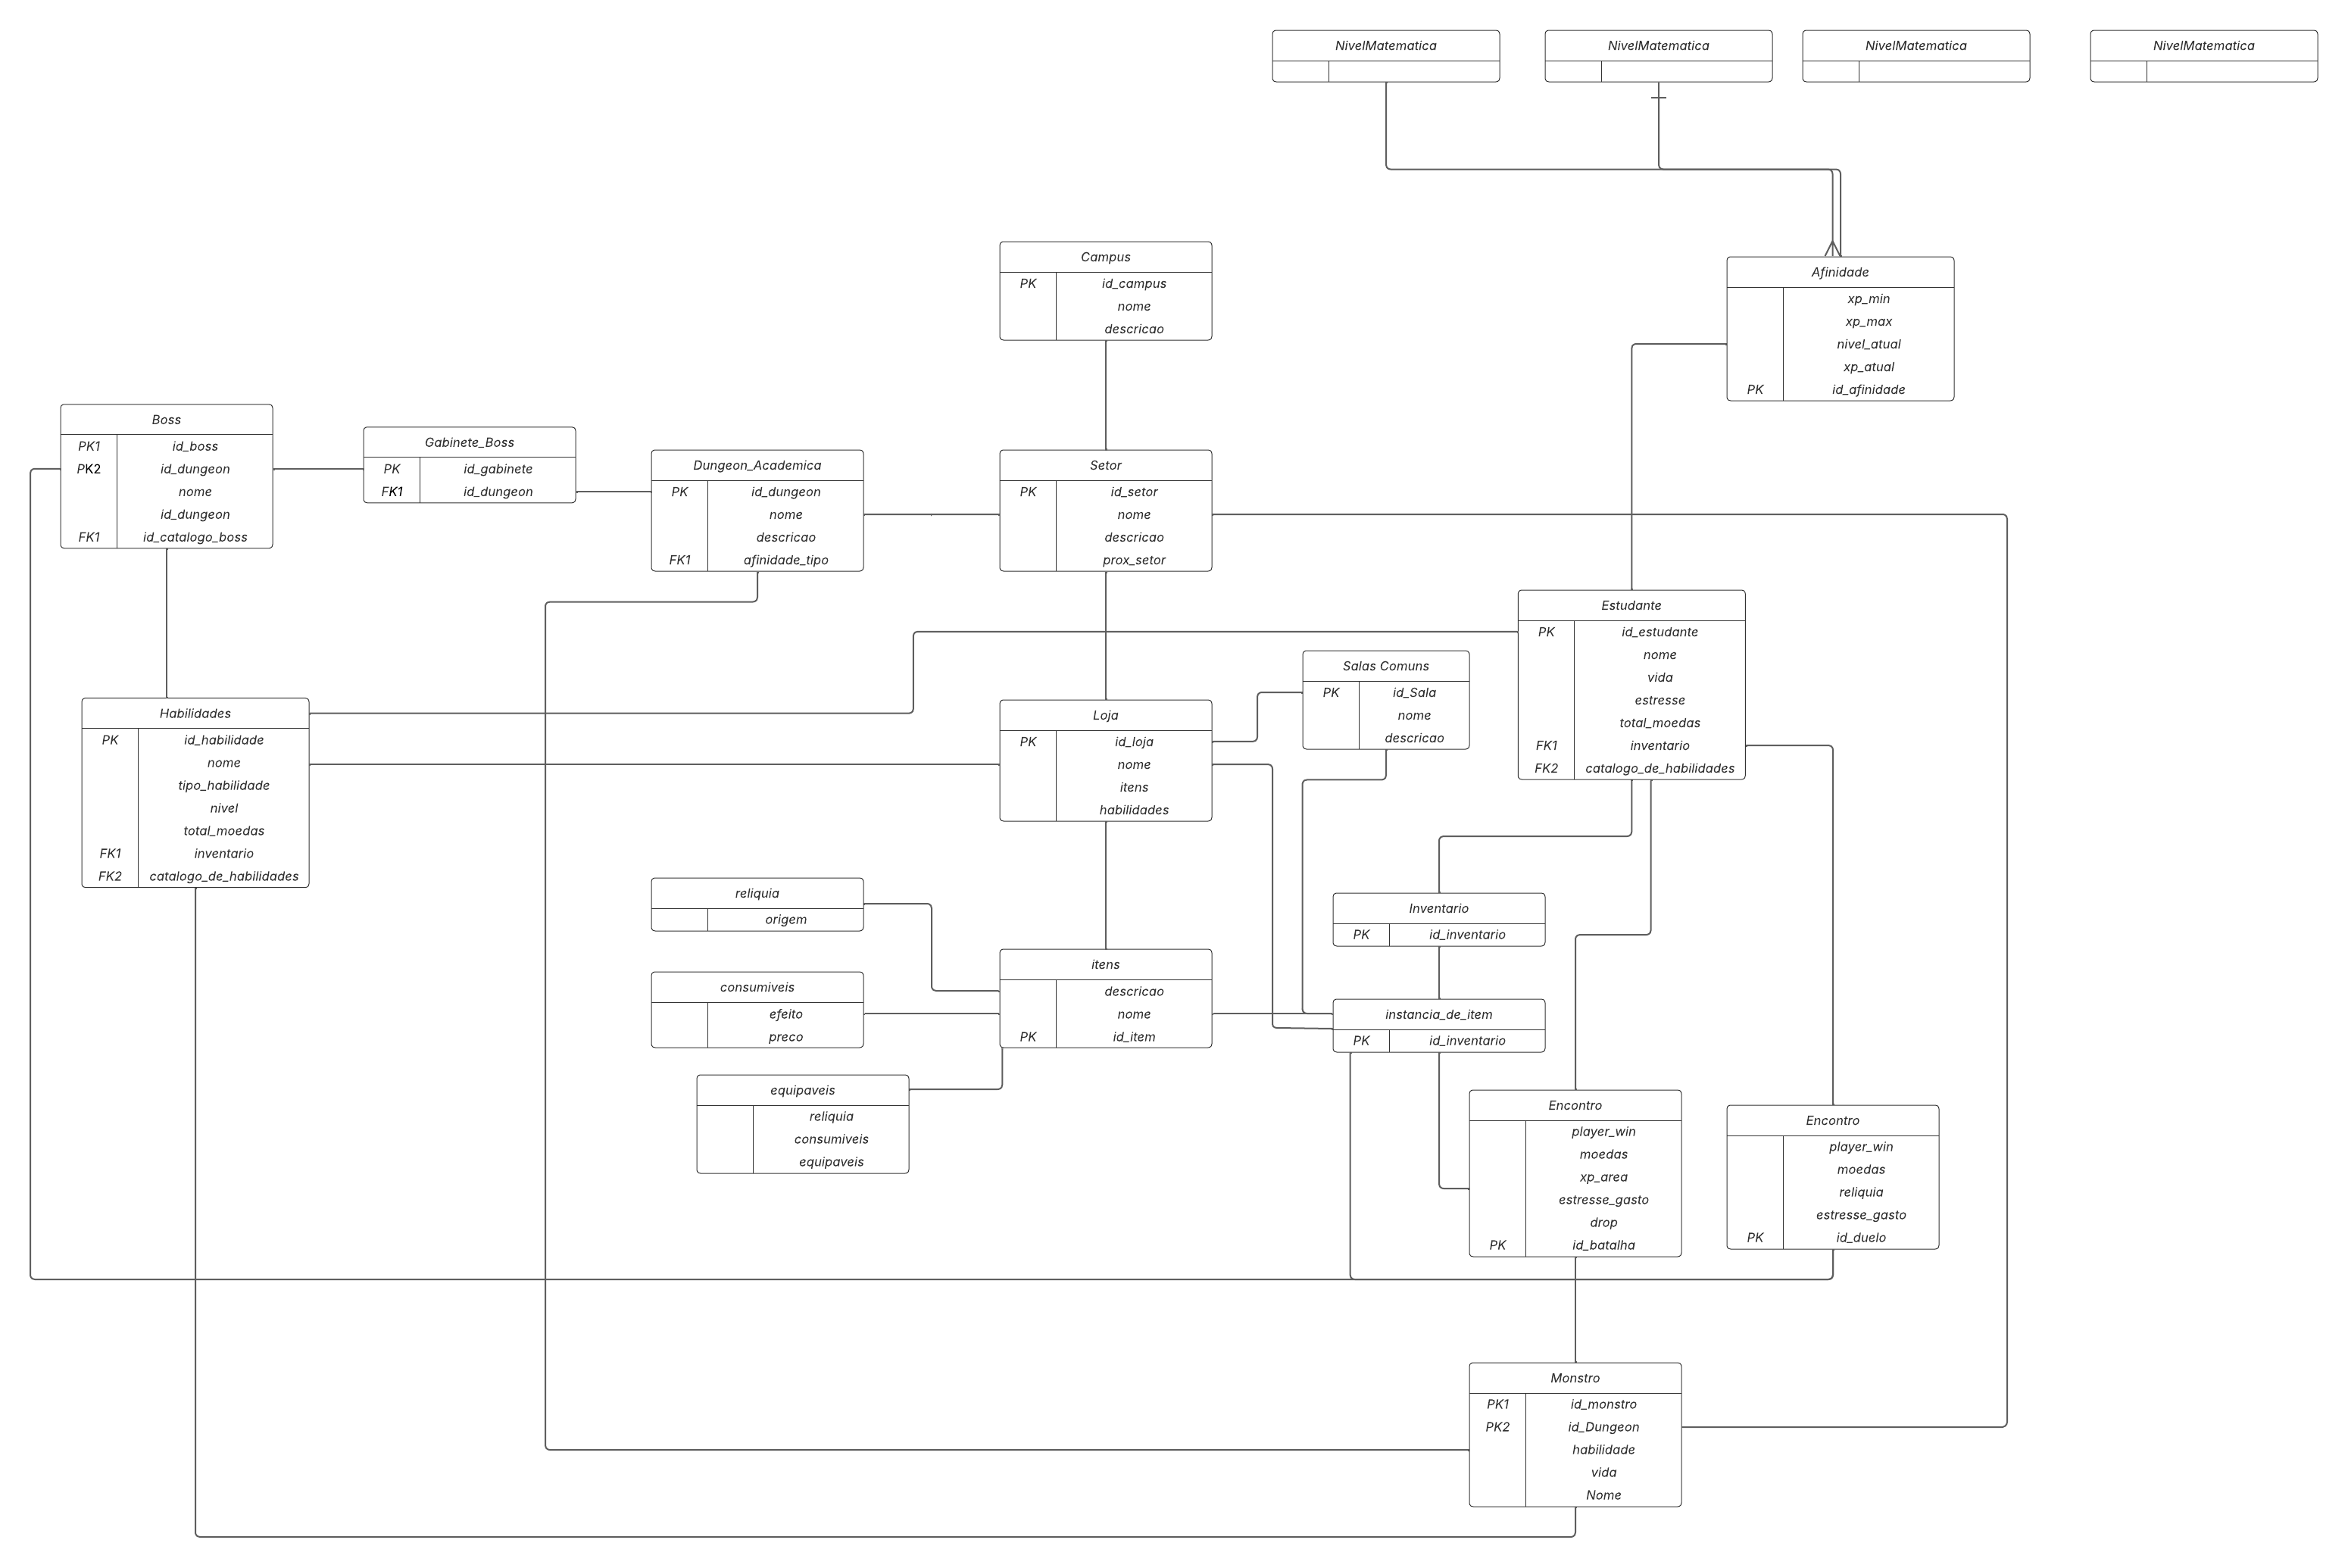 NivelMatematica
NivelMatematica
NivelMatematica
NivelMatematica
Campus
PK id_campus
nome
descricao
Afinidade
xp_min
xp_max
nivel_atual
xp_atual
PK id_afinidade
Boss
PK1 id_boss
PK2 id_dungeon
nome
id_dungeon
FK1 id_catalogo_boss
Gabinete_Boss
PK id_gabinete
FK1 id_dungeon
Dungeon_Academica
PK id_dungeon
nome
descricao
FK1 afinidade_tipo
Setor
PK id_setor
nome
descricao
prox_setor
Estudante
PK id_estudante
nome
vida
estresse
total_moedas
FK1 inventario
FK2 catalogo_de_habilidades
Salas Comuns
PK id_Sala
nome
descricao
Habilidades
PK id_habilidade
nome
tipo_habilidade
nivel
total_moedas
FK1 inventario
FK2 catalogo_de_habilidades
Loja
PK id_loja
nome
itens
habilidades
reliquia
origem
Inventario
PK id_inventario
itens
descricao
nome
PK id_item
consumiveis
efeito
preco
instancia_de_item
PK id_inventario
equipaveis
reliquia
consumiveis
equipaveis
Encontro
player_win
moedas
xp_area
estresse_gasto
drop
PK id_batalha
Encontro
player_win
moedas
reliquia
estresse_gasto
PK id_duelo
Monstro
PK1 id_monstro
PK2 id_Dungeon
habilidade
vida
Nome